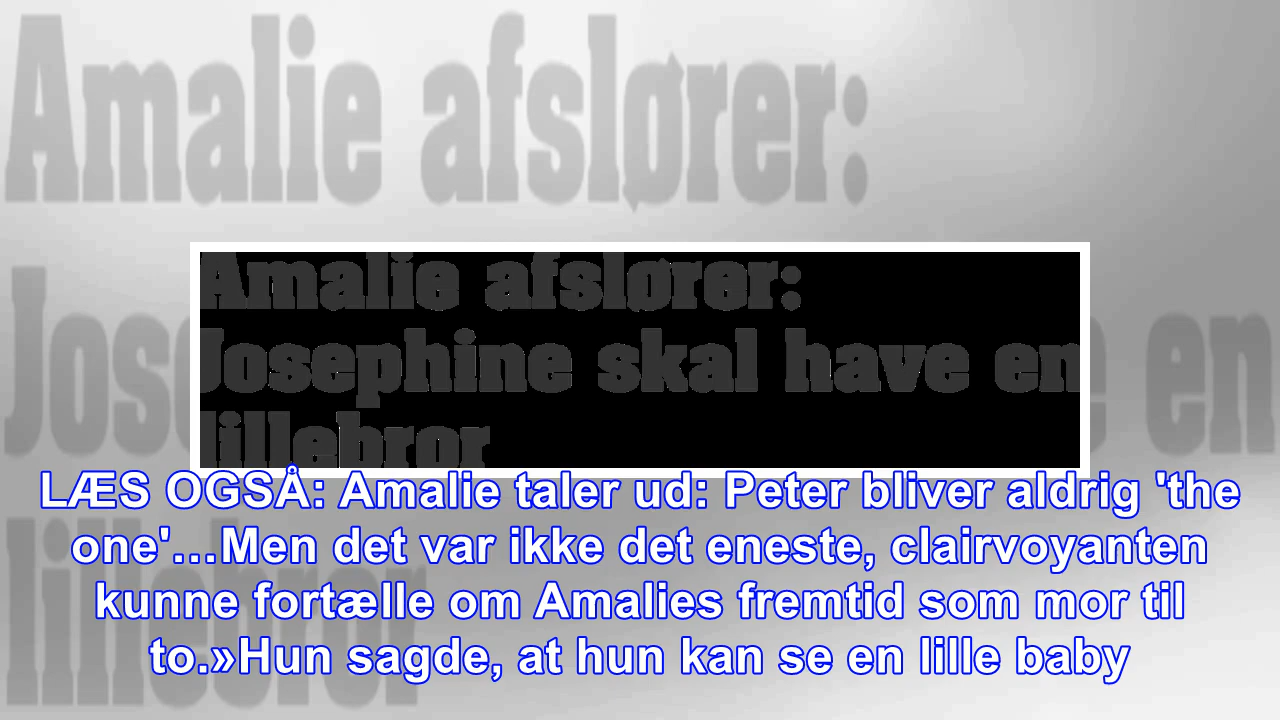 Amalie afslører:
Josephine skal have en
lillebror
LÆS OGSÅ: Amalie taler ud: Peter bliver aldrig 'the
one'...Men det var ikke det eneste, clairvoyanten
kunne fortælle om Amalies fremtid som mor til
to.»Hun sagde, at hun kan se en lille baby